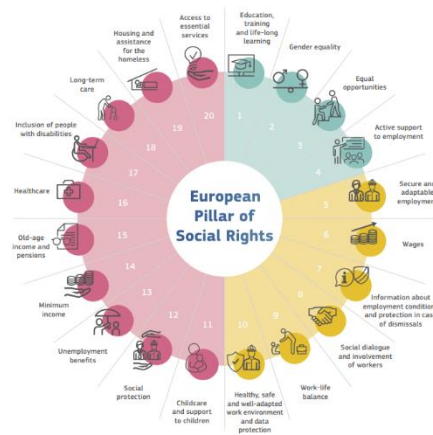 Access to
essential
services
Education,
training
and life-long
learning
Gender equality
Equal
opportunities
Active support
to employment
Secure and
adaptable
employment
Wages
Information about
employment conditions
and protection in case
of dismissals
Social dialogue
and involvement
of workers
Work-life
balance
Healthy, safe
and well-adapted
work environment
and data
protection
Childcare
and support
to children
Social
protection
Unemployment
benefits
Minimum
income
Old-age
income and
pensions
Healthcare
Inclusion of people
with disabilities
Long-term
care
Housing and
assistance
for the
homeless
1
2
3
4
5
6
7
8
9
10
11
12
13
14
15
16
17
18
19
20
European
Pillar of
Social Rights